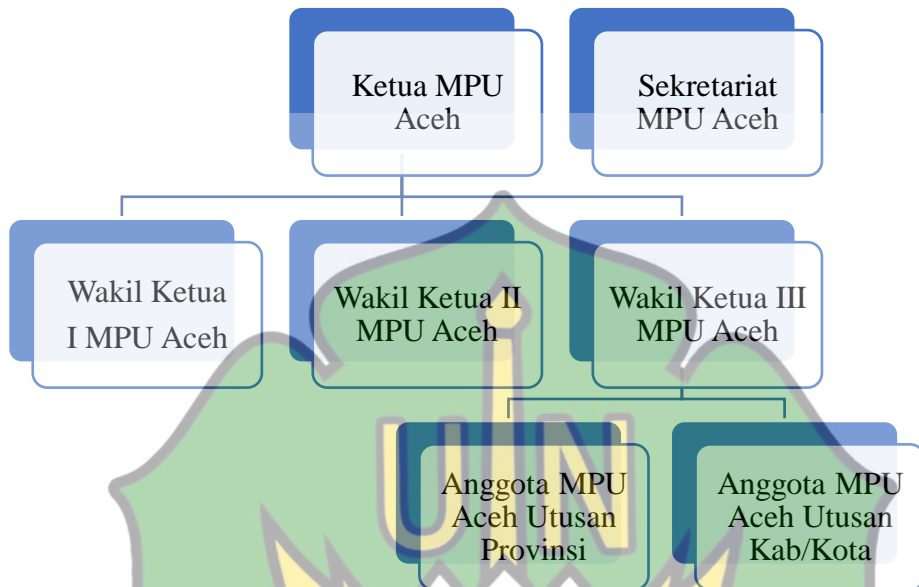 Ketua MPU
Aceh
Sekretariat
MPU Aceh
Wakil Ketua
I MPU Aceh
Wakil Ketua II
MPU Aceh
Wakil Ketua III
MPU Aceh
UIN
Anggota MPU
Aceh Utusan
Provinsi
Anggota MPU
Aceh Utusan
Kab/Kota